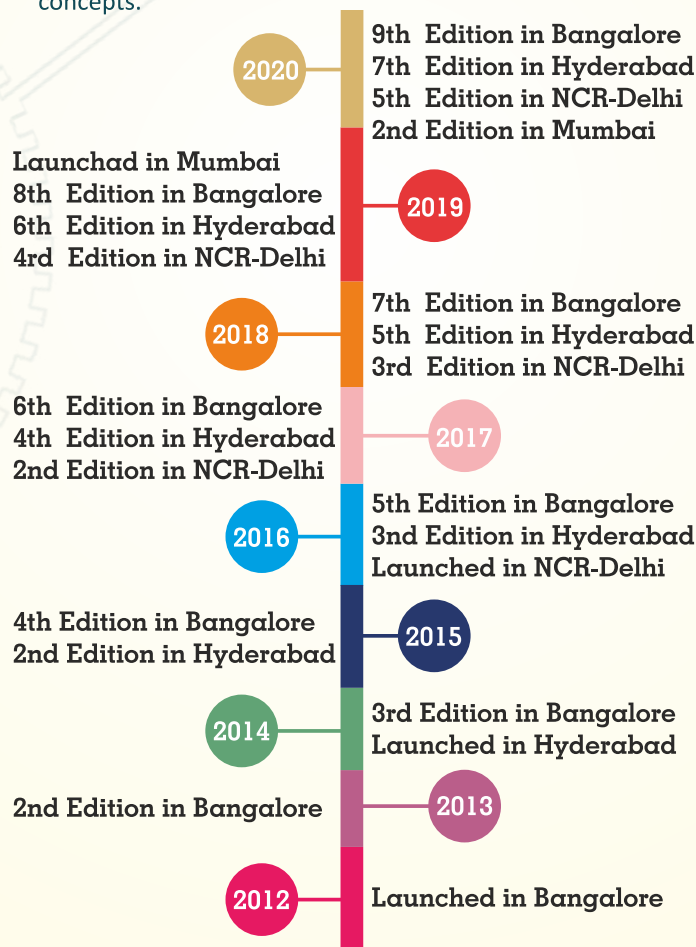 concepts.
2020
9th Edition in Bangalore
7th Edition in Hyderabad
5th Edition in NCR-Delhi
2nd Edition in Mumbai
Launchad in Mumbai
8th Edition in Bangalore
6th Edition in Hyderabad
4rd Edition in NCR-Delhi
2019
2018
7th Edition in Bangalore
5th Edition in Hyderabad
3rd Edition in NCR-Delhi
6th Edition in Bangalore
4th Edition in Hyderabad
2nd Edition in NCR-Delhi
2017
2016
5th Edition in Bangalore
3nd Edition in Hyderabad
Launched in NCR-Delhi
4th Edition in Bangalore
2nd Edition in Hyderabad
2015
2014
3rd Edition in Bangalore
Launched in Hyderabad
2nd Edition in Bangalore
2013
2012
Launched in Bangalore